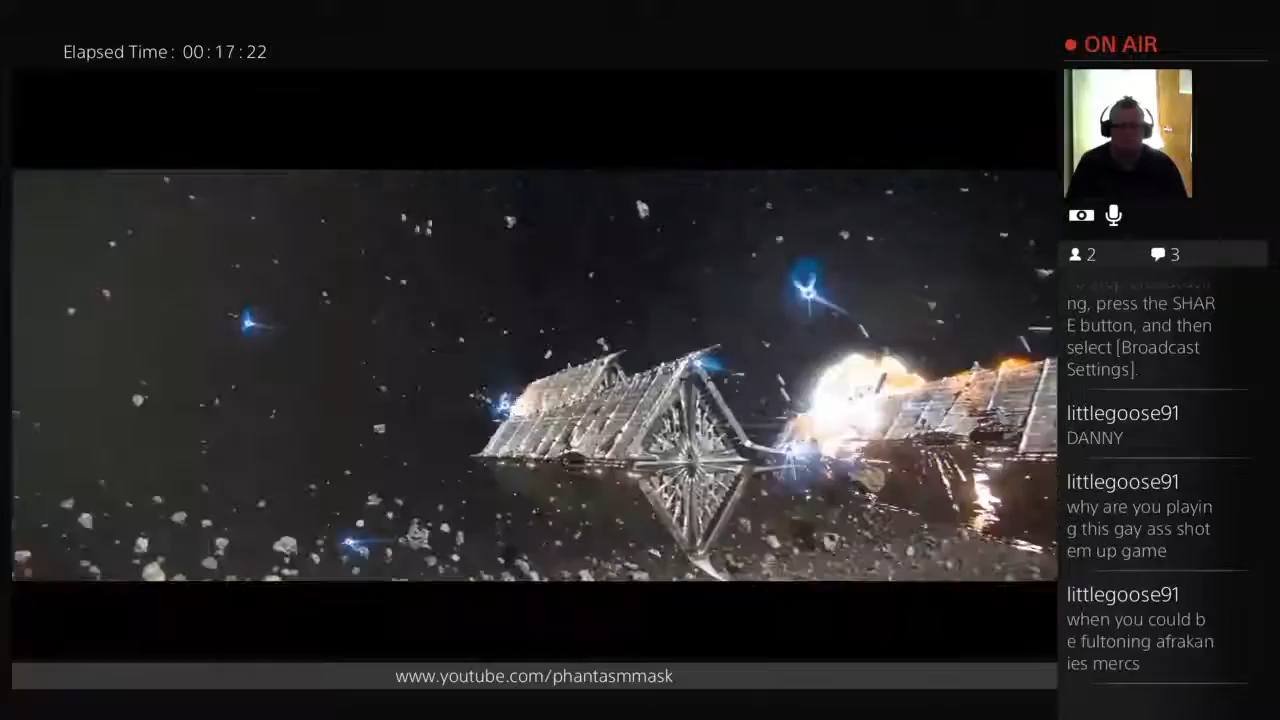 Elapsed Time: 00:17:22
ON AIR
2
3
ng, press the SHAR
E button, and then
select [Broadcast
Settings].
littlegoose91
DANNY
littlegoose91
why are you playin
g this gay ass shot
em up game
littlegoose91
when you could b
e fultoning afrakan
ies mercs
www.youtube.com/phantasmmask